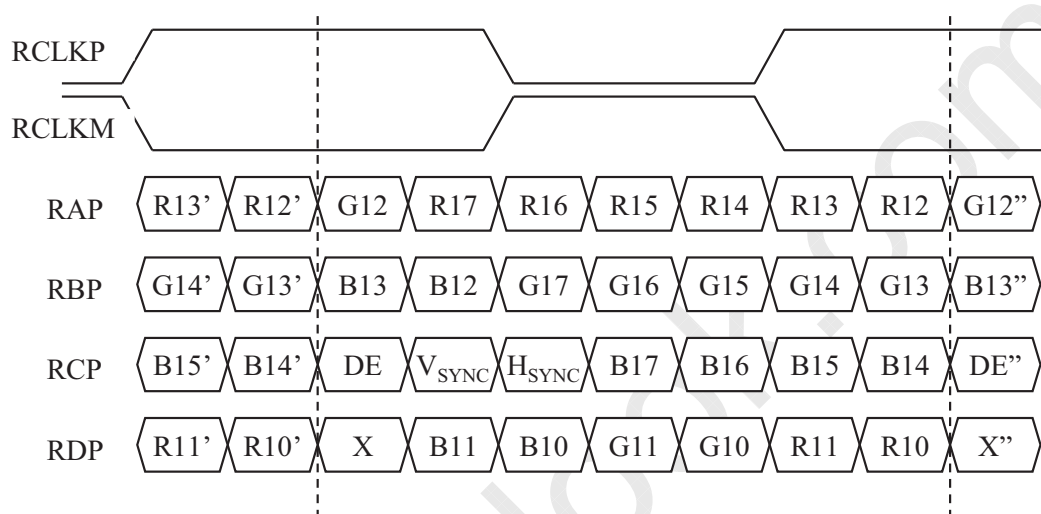 RCLKP
RCLKM
RAP R13’ R12’ G12 R17 R16 R15 R14 R13 R12 G12”
RBP G14’ G13’ B13 B12 G17 G16 G15 G14 G13 B13”
RCP B15’ B14’ DE VSYNC HSYNC B17 B16 B15 B14 DE”
RDP R11’ R10’ X B11 B10 G11 G10 R11 R10 X”
look.com